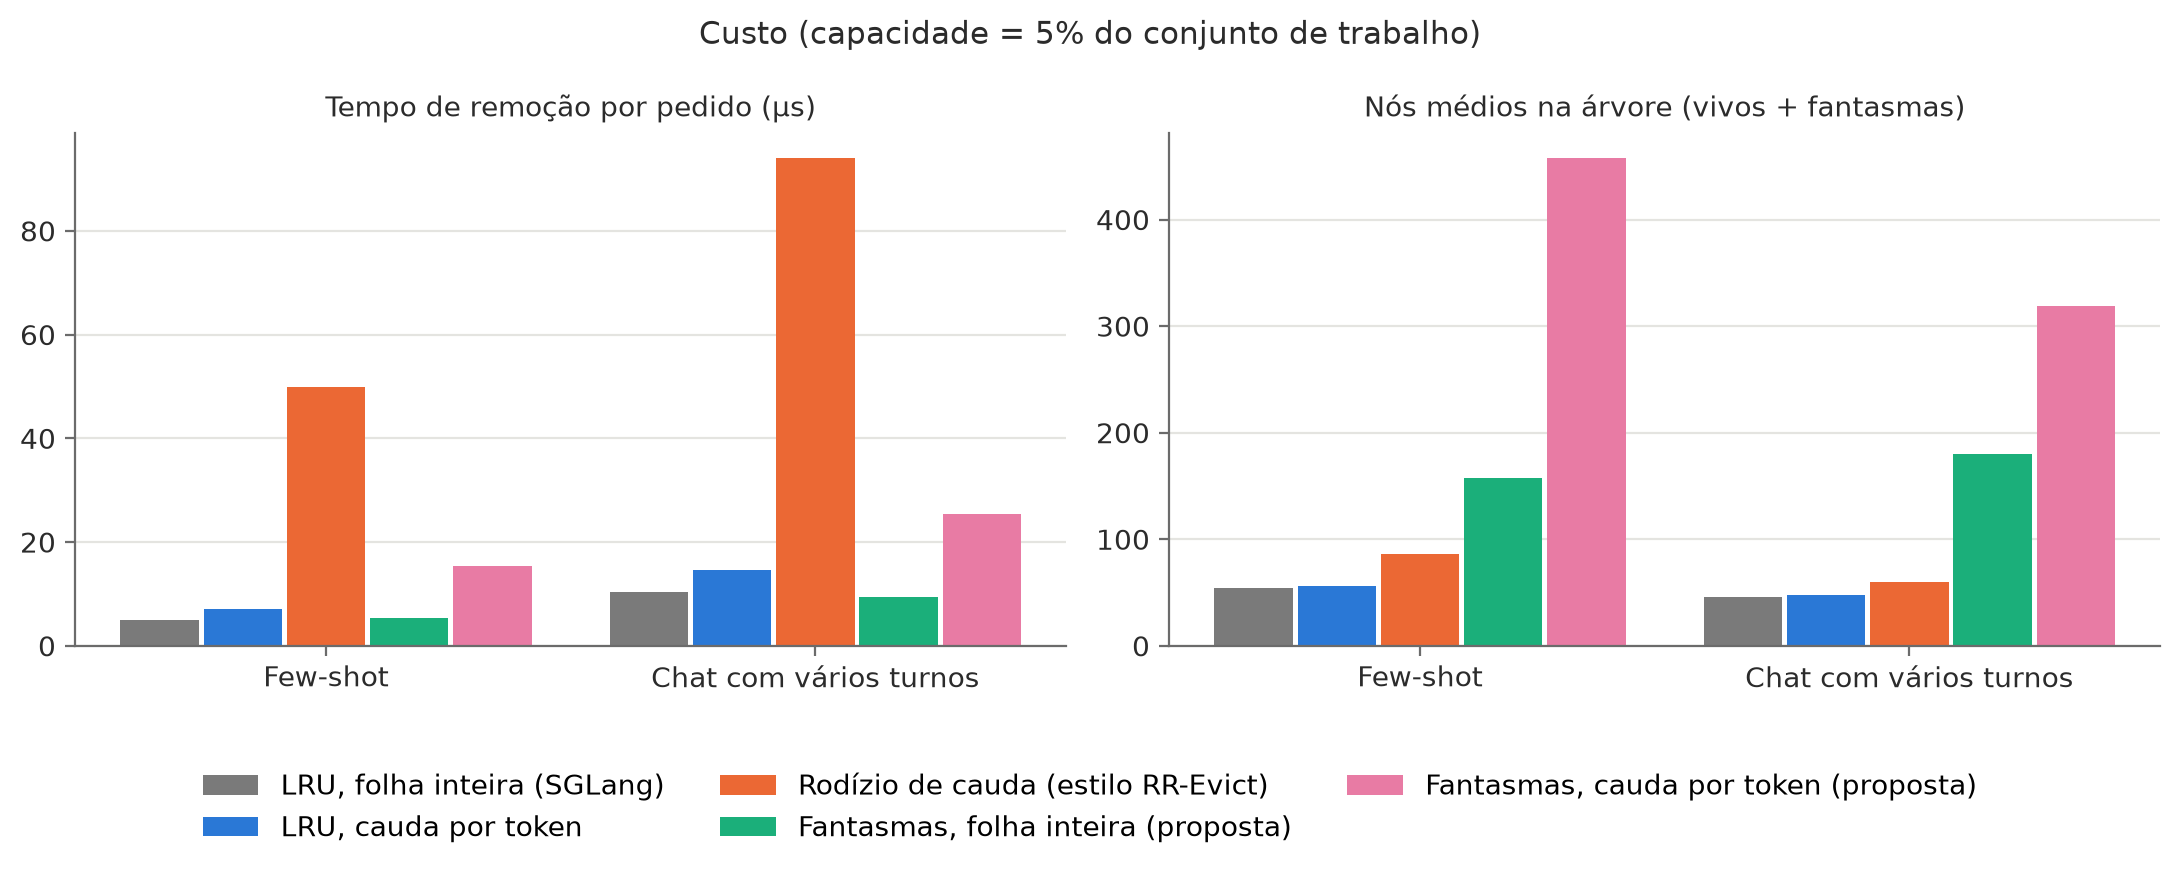 Custo (capacidade = 5% do conjunto de trabalho)
Tempo de remoção por pedido (µs)
80
60
40
20
0
Few-shot
Chat com vários turnos
Nós médios na árvore (vivos + fantasmas)
400
300
200
100
0
Few-shot
Chat com vários turnos
LRU, folha inteira (SGLang)
LRU, cauda por token
Rodízio de cauda (estilo RR-Evict)
Fantasmas, folha inteira (proposta)
Fantasmas, cauda por token (proposta)